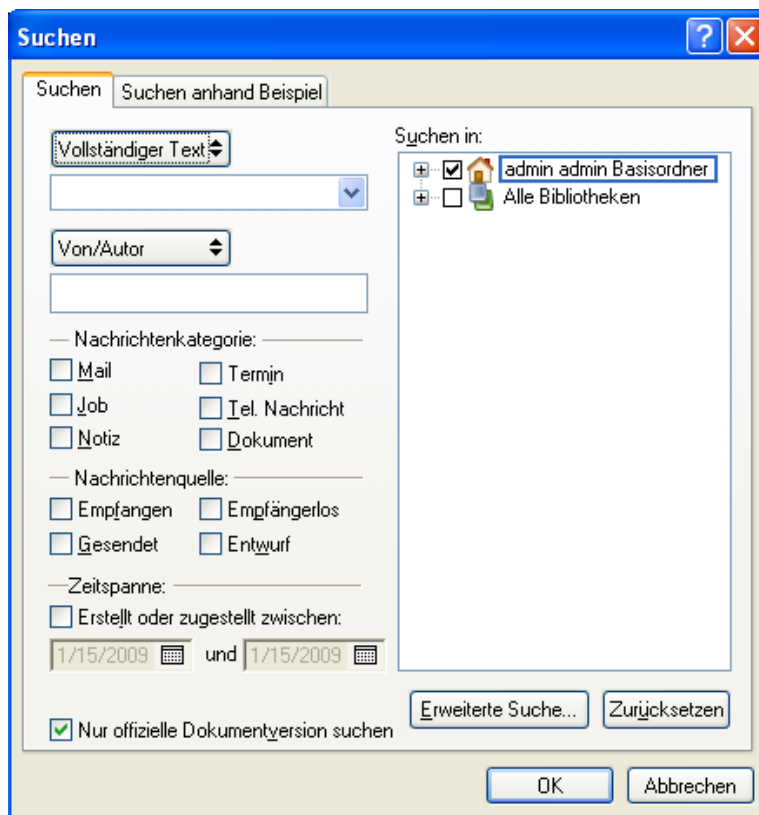 Suchen
Suchen Suchen anhand Beispiel
Vollständiger Text
Von/Autor
Nachrichtenkategorie:
Mail Termin
Job Tel. Nachricht
Notiz Dokument
Nachrichtenquelle:
Empfangen Empfängerlos
Gesendet Entwurf
Zeitspanne:
Erstellt oder zugestellt zwischen:
1/15/2009 und 1/15/2009
Nur offizielle Dokumentversion suchen
Suchen in:
admin admin Basisordner
Alle Bibliotheken
Erweiterte Suche... Zurücksetzen
OK Abbrechen